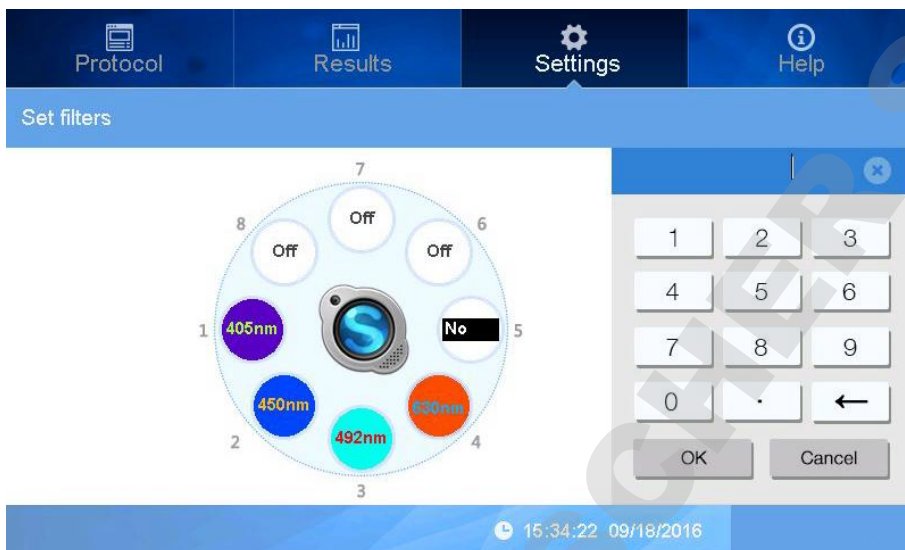 Protocol Results Settings Help
Set filters
7
8 Off 6
Off Off
1 405nm No 5
450nm 630nm
2 492nm 4
3
1 2 3
4 5 6
7 8 9
0 . ←
OK Cancel
15:34:22 09/18/2016